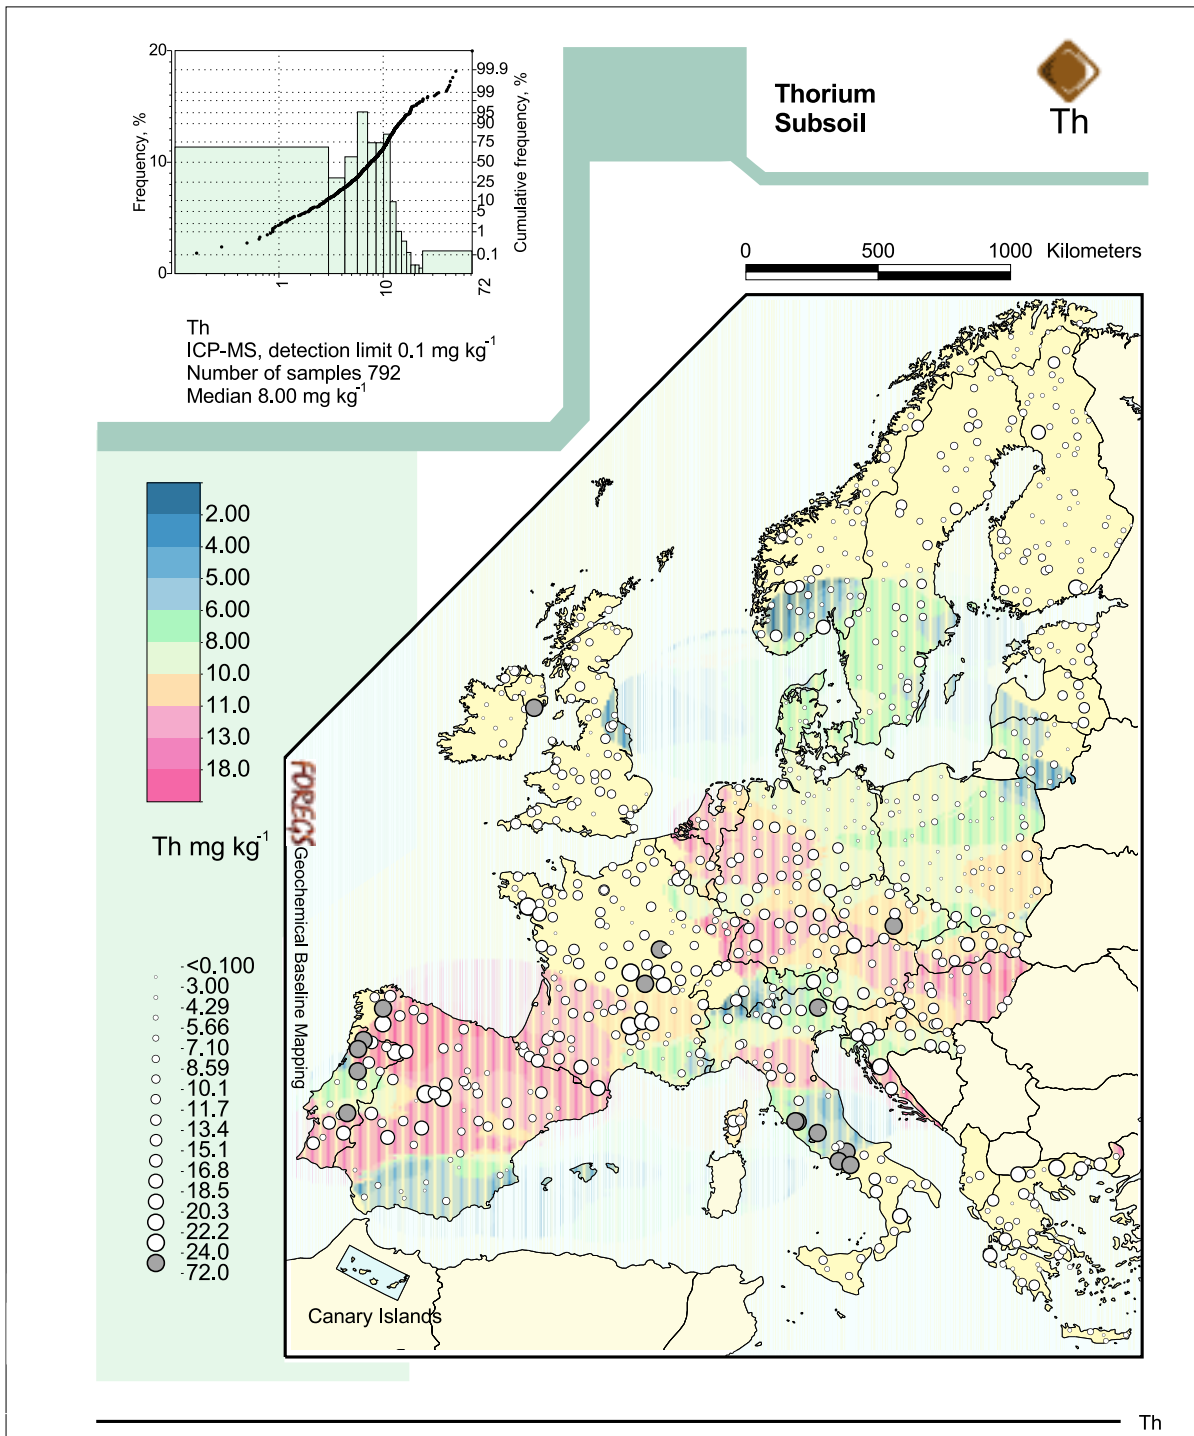 20
10
0
Frequency, %
99.9
99
95
90
75
50
25
10
5
1
0.1
Cumulative frequency, %
1
10
72
Th
ICP-MS, detection limit 0.1 mg kg-1
Number of samples 792
Median 8.00 mg kg-1
Thorium
Subsoil
Th
0 500 1000 Kilometers
2.00
4.00
5.00
6.00
8.00
10.0
11.0
13.0
18.0
Th mg kg-1
FOREGS
Geochemical Baseline Mapping
<0.100
3.00
4.29
5.66
7.10
8.59
10.1
11.7
13.4
15.1
16.8
18.5
20.3
22.2
24.0
72.0
Canary Islands
Th